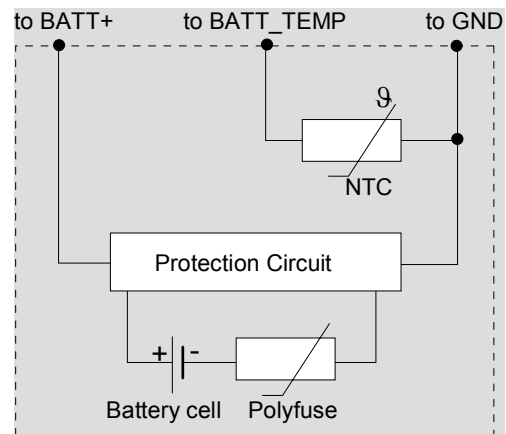 to BATT+ to BATT_TEMP to GND
ϑ
NTC
Protection Circuit
+ -
Battery cell Polyfuse